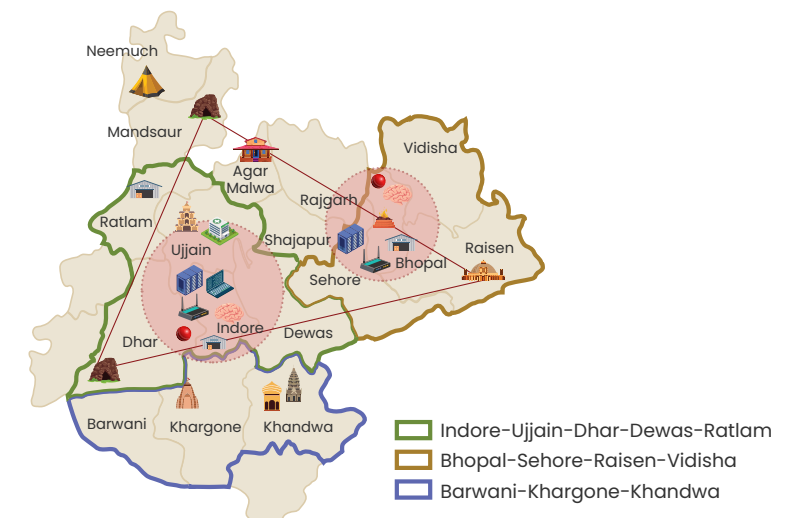 Neemuch
Mandsaur
Agar
Malwa
Vidisha
Rajgarh
Ratlam
Ujjain
Shajapur
Raisen
Bhopal
Sehore
Indore
Dewas
Dhar
Barwani
Khargone
Khandwa
Indore-Ujjain-Dhar-Dewas-Ratlam
Bhopal-Sehore-Raisen-Vidisha
Barwani-Khargone-Khandwa